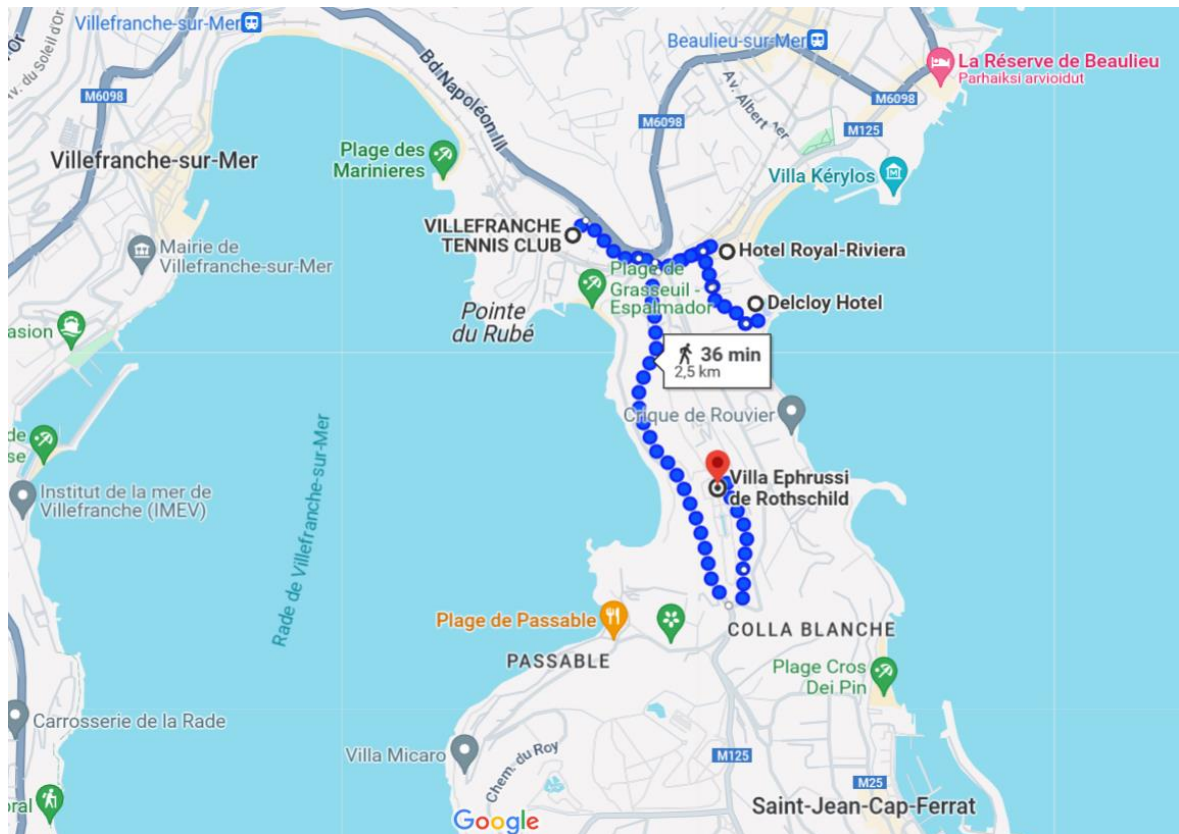 Villefranche-sur-Mer
Av. du Soleil d'Or
M6098
Villefranche-sur-Mer
Mairie de
Villefranche-sur-Mer
Plage des
Marinieres
Bd Napoléon III
Beaulieu-sur-Mer
La Réserve de Beaulieu
Parhaiksi arvioidut
M6098
Av. Albert 1er
M6098
M125
Villa Kérylos
VILLEFRANCHE
TENNIS CLUB
Hotel Royal-Riviera
Plage de
Grasseuil -
Espalmador
Delcloy Hotel
Pointe
du Rubé
36 min
2,5 km
Crique de Rouvier
Villa Ephrussi
de Rothschild
Institut de la mer de
Villefranche (IMEV)
Rade de Villefranche-sur-Mer
Plage de Passable
PASSABLE
COLLA BLANCHE
Plage Cros
Dei Pin
Carrosserie de la Rade
Villa Micaro
Chem. du Roy
M125
M25
Saint-Jean-Cap-Ferrat
Google